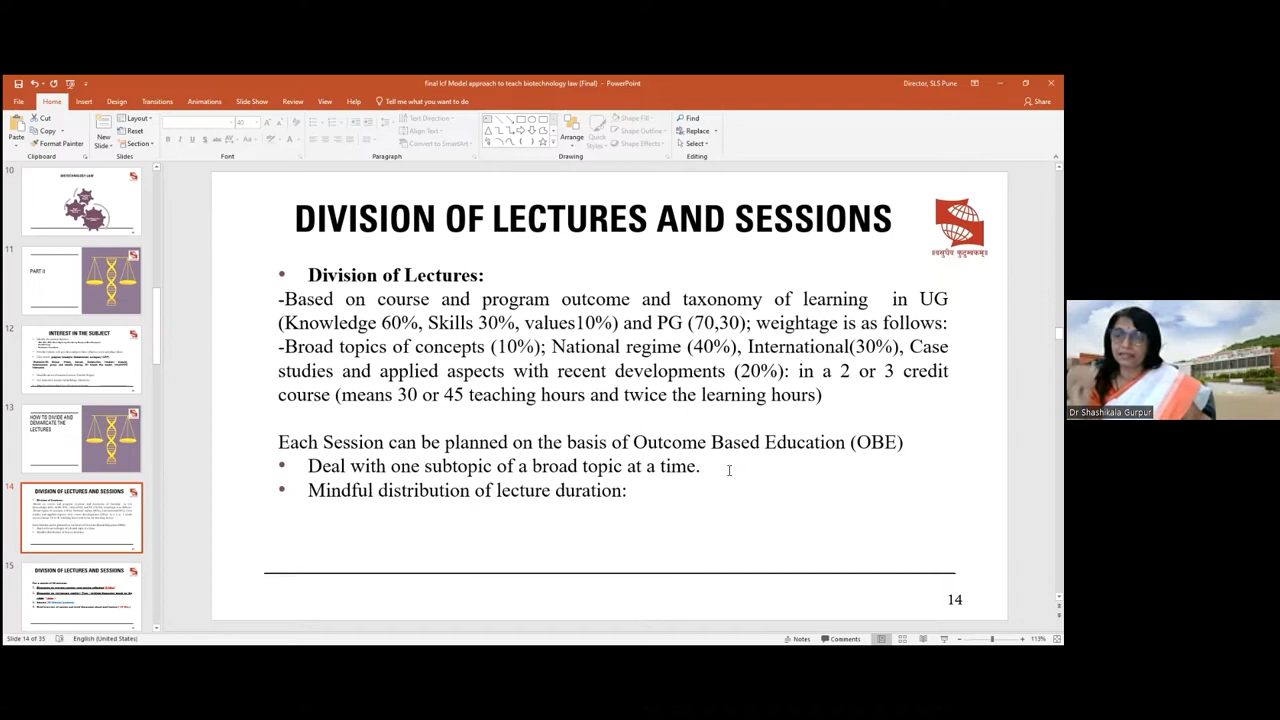 final lcf Model approach to teach biotechnology law (Final) - PowerPoint
Director, SLS Pune
File Home Insert Design Transitions Animations Slide Show Review View Help Tell me what you want to do
Share
Paste
Cut
Copy
Format Painter
Clipboard
New
Slide
Layout
Reset
Section
Slides
40
Font
Text Direction
Align Text
Convert to SmartArt
Paragraph
Arrange
Quick
Styles
Shape Fill
Shape Outline
Shape Effects
Drawing
Find
Replace
Select
Editing
10
BIOTECHNOLOGY LAW
11
PART II
12
INTEREST IN THE SUBJECT
13
HOW TO DIVIDE AND
DEMARCATE THE
LECTURES
14
DIVISION OF LECTURES AND SESSIONS
15
DIVISION OF LECTURES AND SESSIONS
DIVISION OF LECTURES AND SESSIONS
॥वसुधैव कुटुम्बकम्॥
• Division of Lectures:
-Based on course and program outcome and taxonomy of learning in UG
(Knowledge 60%, Skills 30%, values10%) and PG (70,30); weightage is as follows:
-Broad topics of concepts (10%): National regime (40%) International(30%), Case
studies and applied aspects with recent developments (20%): in a 2 or 3 credit
course (means 30 or 45 teaching hours and twice the learning hours)
Each Session can be planned on the basis of Outcome Based Education (OBE)
• Deal with one subtopic of a broad topic at a time.
• Mindful distribution of lecture duration:
14
Dr Shashikala Gurpur
Slide 14 of 35 English (United States)
Notes Comments 113%